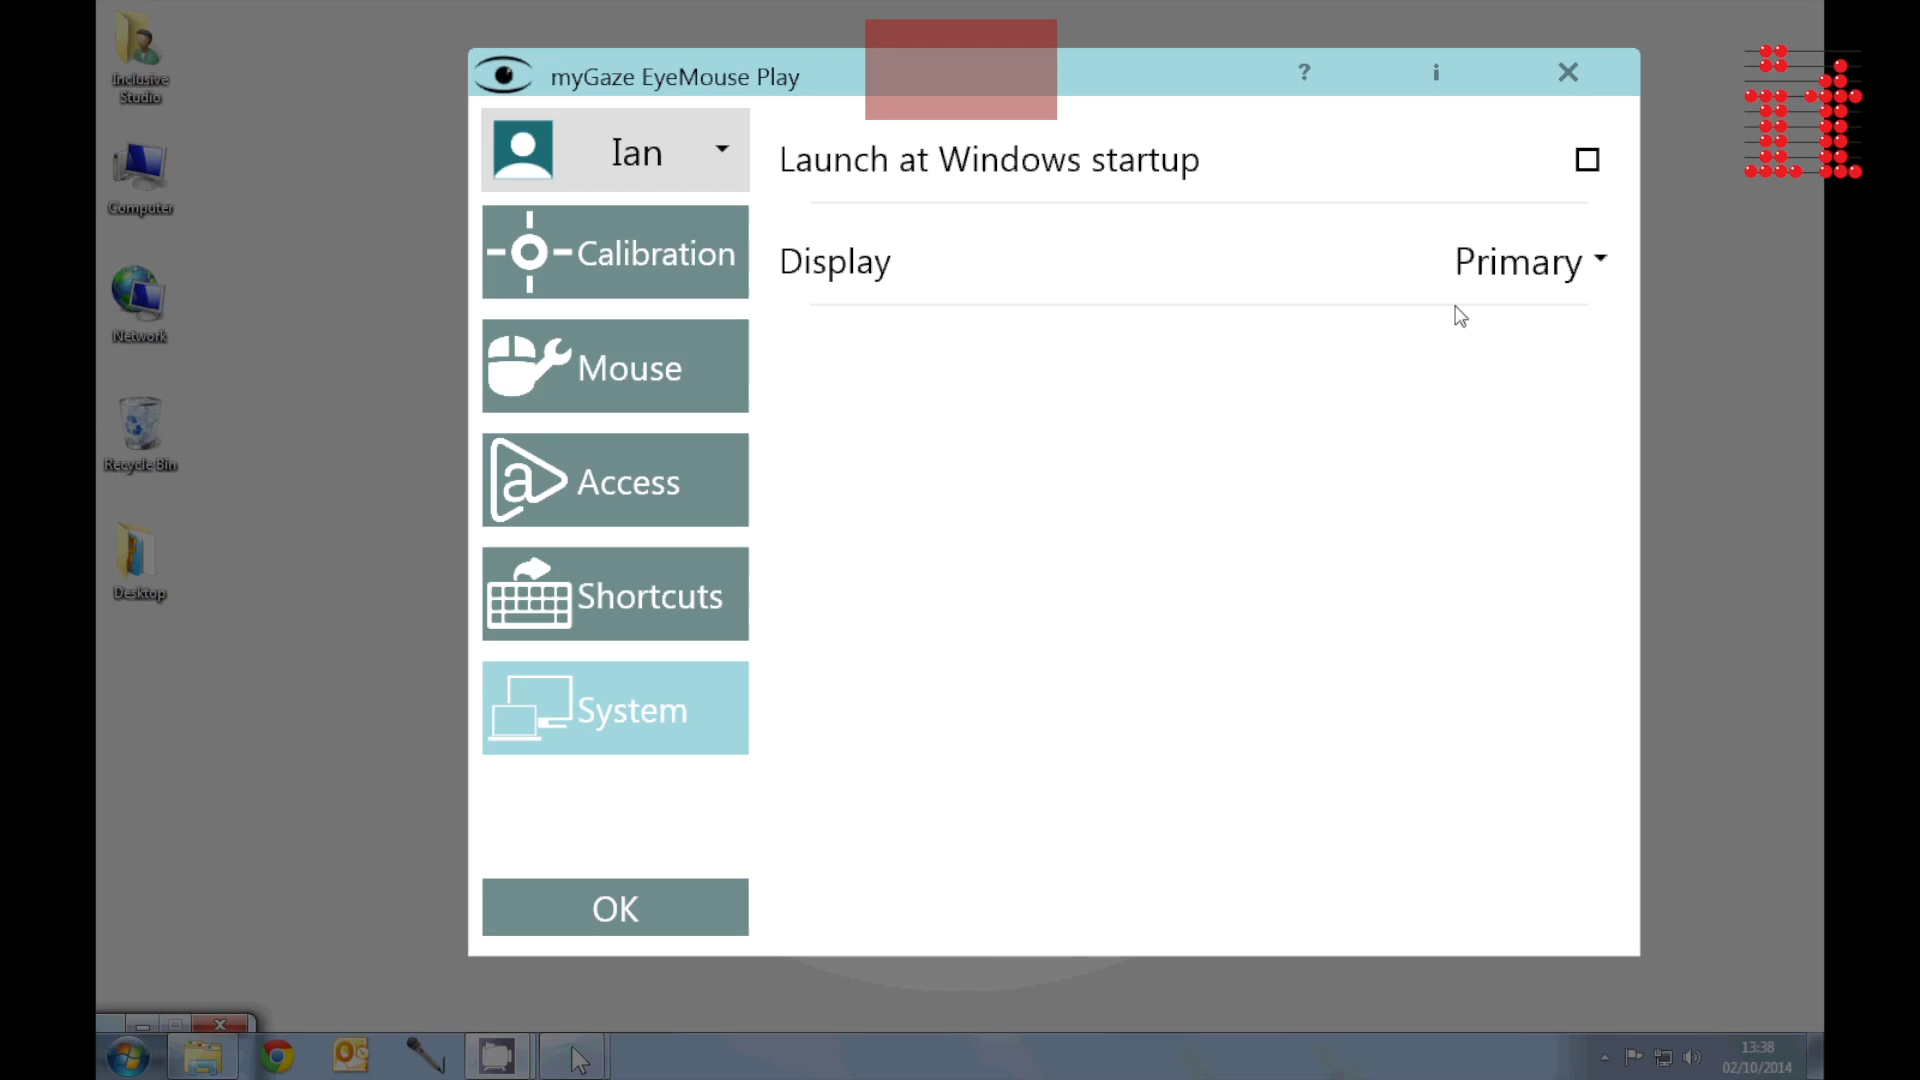 Inclusive
Studio
Computer
Network
Recycle Bin
Desktop
myGaze EyeMouse Play
? i ✕
Ian
Calibration
Mouse
Access
Shortcuts
System
OK
Launch at Windows startup
Display
Primary
13:38
02/10/2014